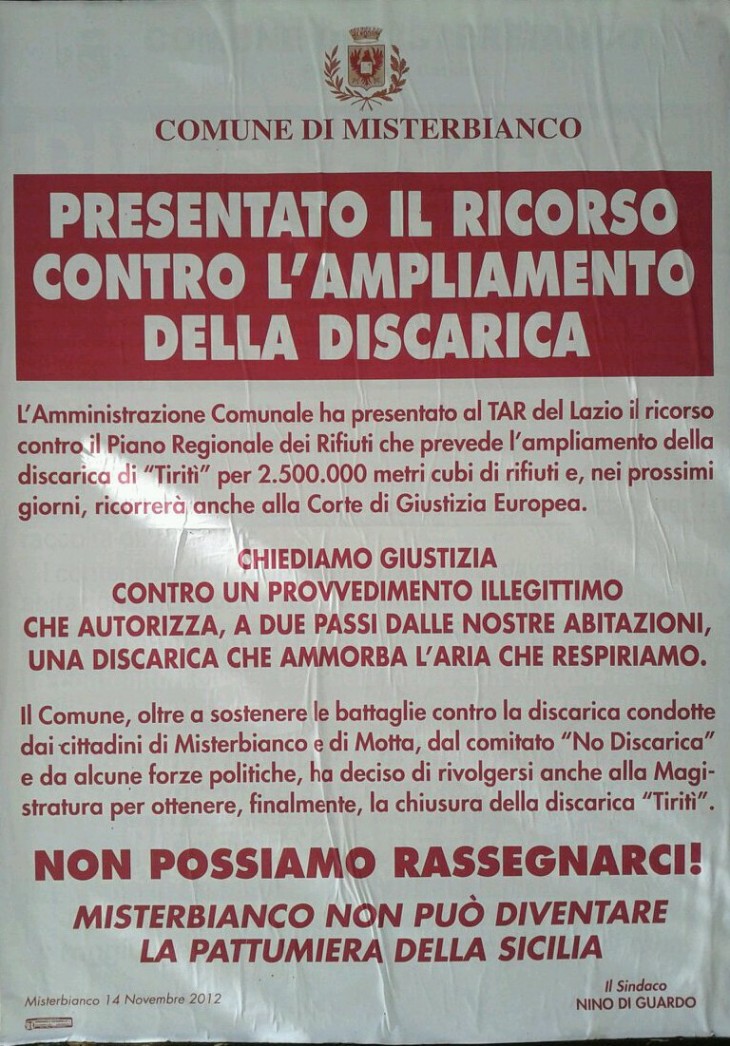 COMUNE DI MISTERBIANCO
PRESENTATO IL RICORSO
CONTRO L'AMPLIAMENTO
DELLA DISCARICA
L'Amministrazione Comunale ha presentato al TAR del Lazio il ricorso
contro il Piano Regionale dei Rifiuti che prevede l'ampliamento della
discarica di "Tiritì" per 2.500.000 metri cubi di rifiuti e, nei prossimi
giorni, ricorrerà anche alla Corte di Giustizia Europea.
CHIEDIAMO GIUSTIZIA
CONTRO UN PROVVEDIMENTO ILLEGITTIMO
CHE AUTORIZZA, A DUE PASSI DALLE NOSTRE ABITAZIONI,
UNA DISCARICA CHE AMMORBA L'ARIA CHE RESPIRIAMO.
Il Comune, oltre a sostenere le battaglie contro la discarica condotte
dai cittadini di Misterbianco e di Motta, dal comitato "No Discarica"
e da alcune forze politiche, ha deciso di rivolgersi anche alla Magi-
stratura per ottenere, finalmente, la chiusura della discarica "Tiritì".
NON POSSIAMO RASSEGNARCI!
MISTERBIANCO NON PUÒ DIVENTARE
LA PATTUMIERA DELLA SICILIA
Misterbianco 14 Novembre 2012
Il Sindaco
NINO DI GUARDO